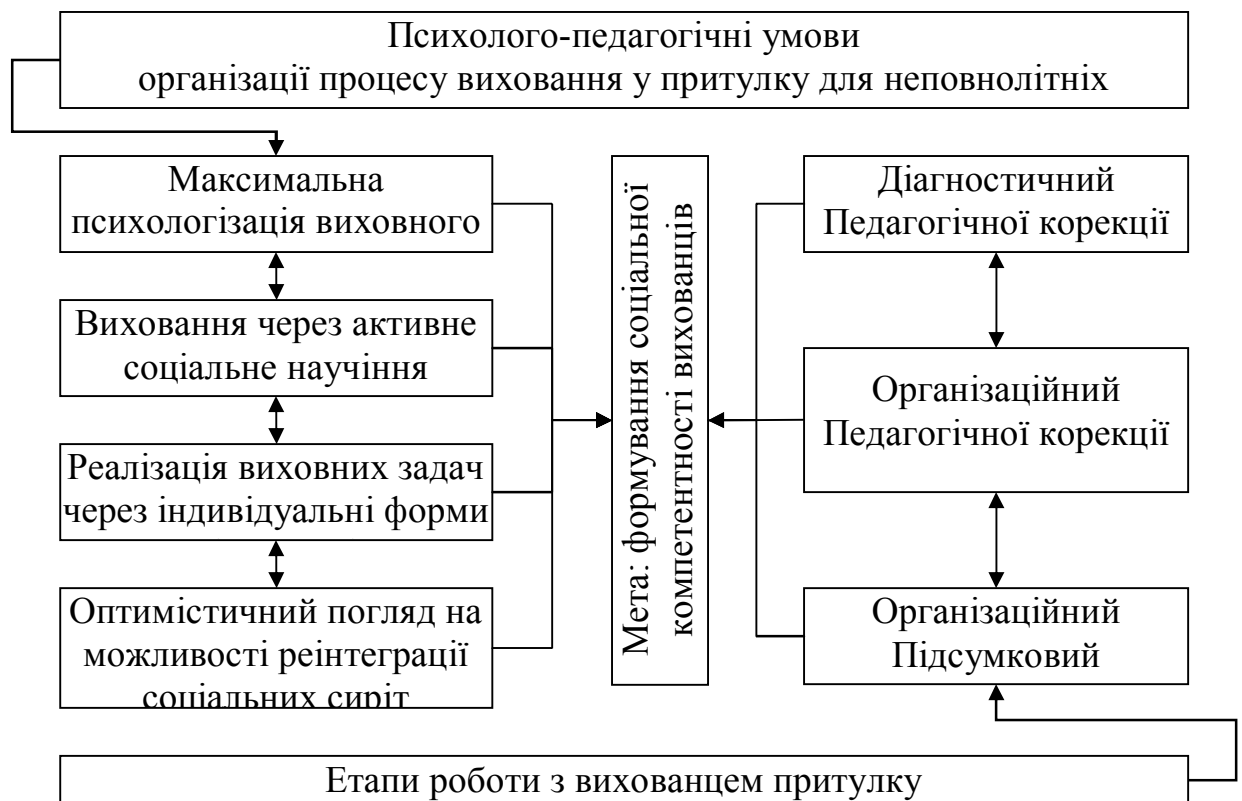 Психолого-педагогічні умови
організації процесу виховання у притулку для неповнолітніх
Максимальна
психологізація виховного
Виховання через активне
соціальне научіння
Реалізація виховних задач
через індивідуальні форми
Оптимістичний погляд на
можливості реінтеграції
соціальних сиріт
Мета: формування соціальної
компетентності вихованців
Діагностичний
Педагогічної корекції
Організаційний
Педагогічної корекції
Організаційний
Підсумковий
Етапи роботи з вихованцем притулку